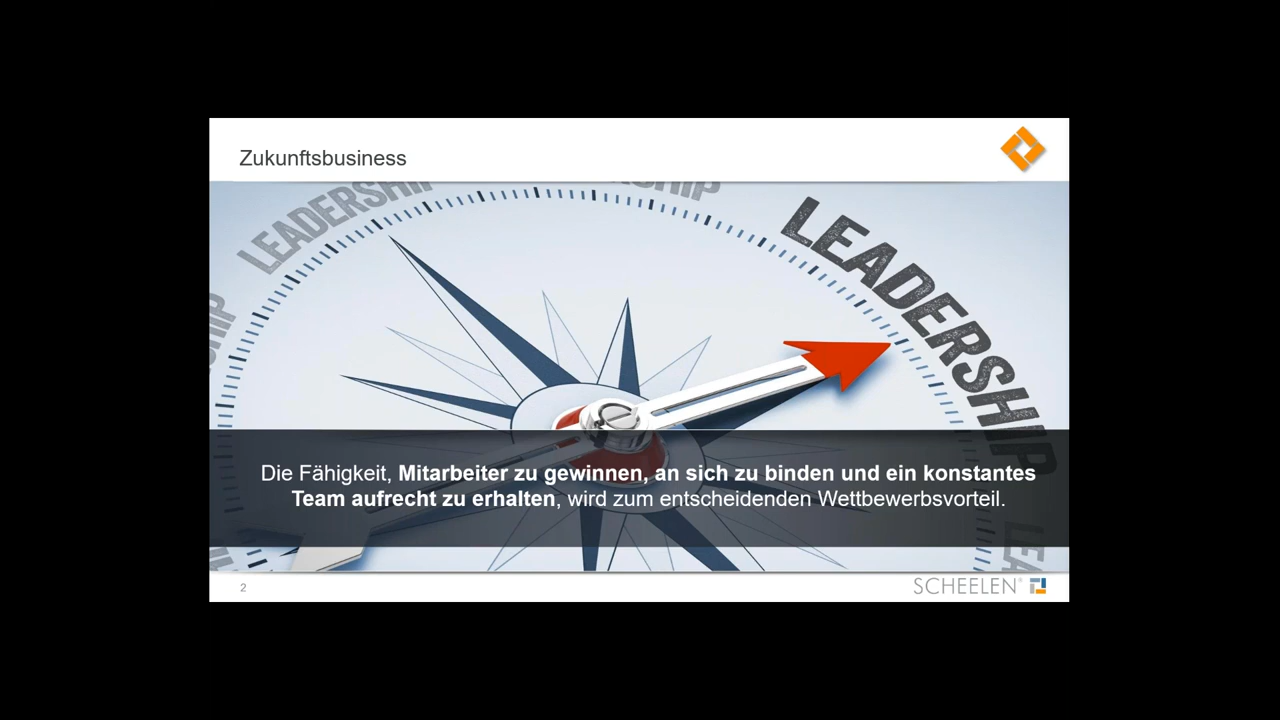 Zukunftsbusiness
LEADERSHIP
LEADERSHIP
Die Fähigkeit, Mitarbeiter zu gewinnen, an sich zu binden und ein konstantes
Team aufrecht zu erhalten, wird zum entscheidenden Wettbewerbsvorteil.
2
SCHEELEN®